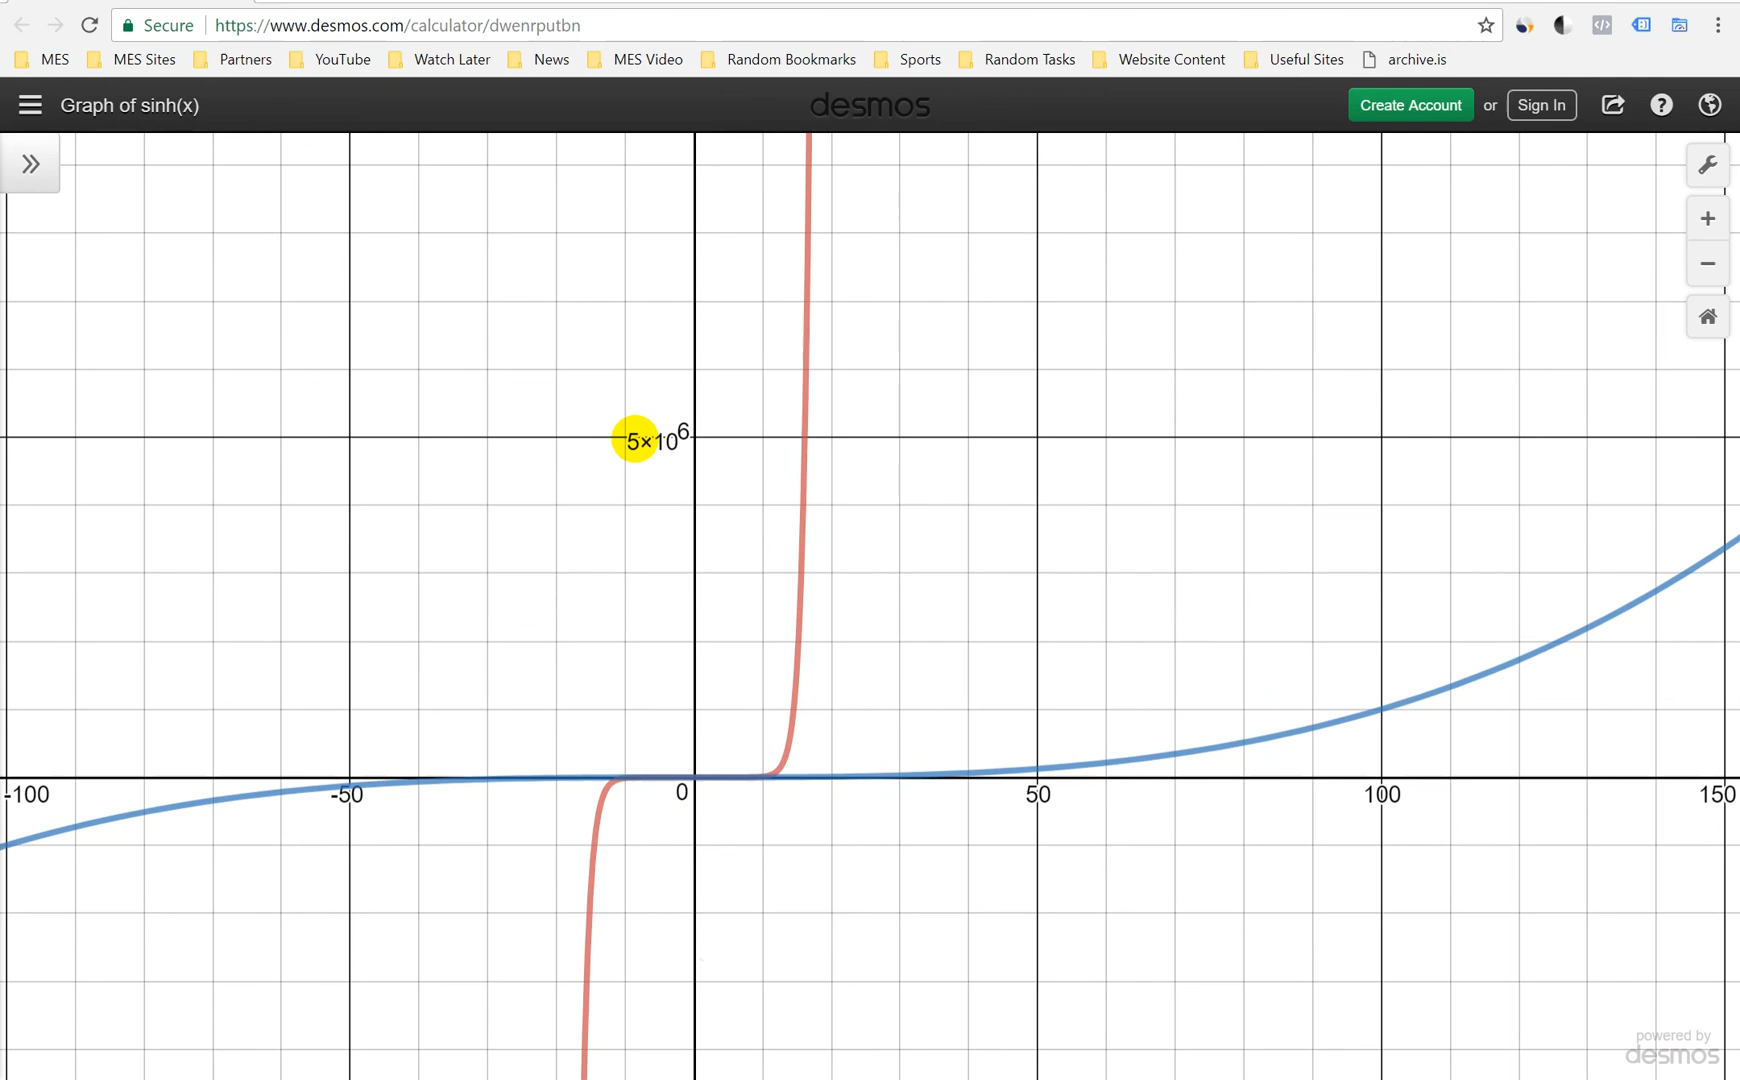 Secure https://www.desmos.com/calculator/dwenrputbn
MES MES Sites Partners YouTube Watch Later News MES Video Random Bookmarks Sports Random Tasks Website Content Useful Sites archive.is
Graph of sinh(x) desmos Create Account or Sign In
5×10⁶
-100 -50 0 50 100 150
powered by
desmos